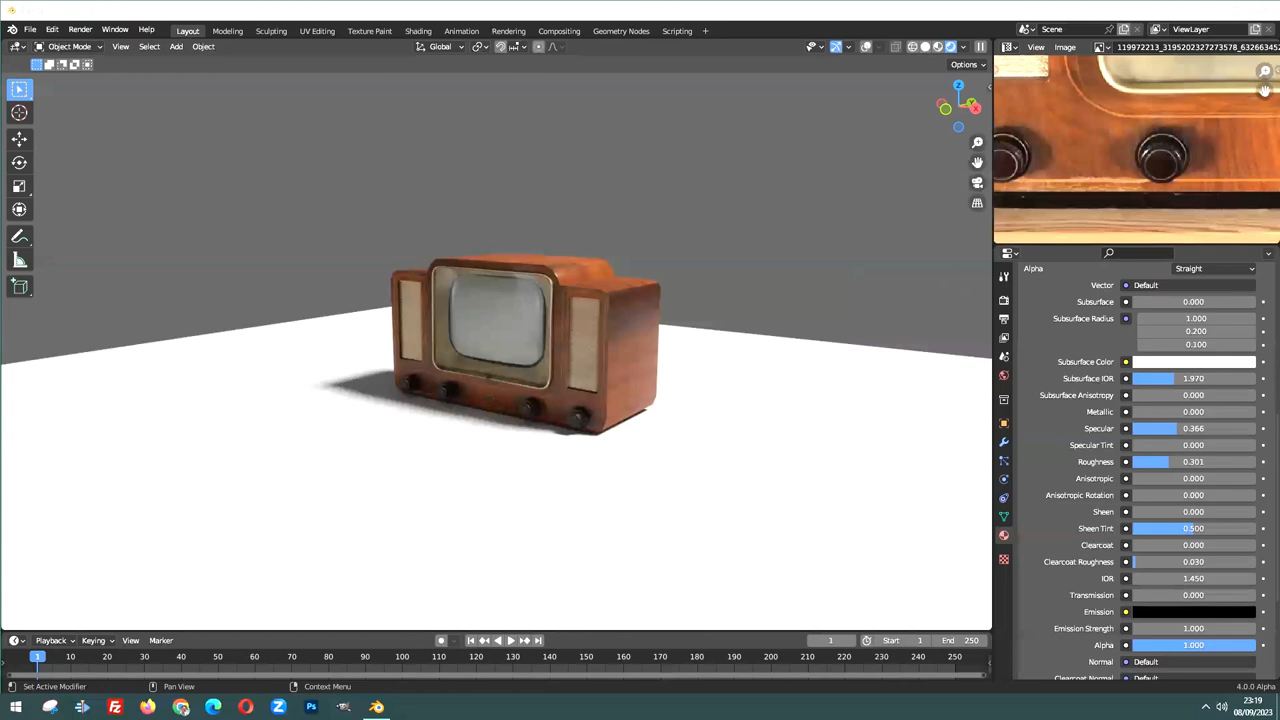 File Edit Render Window Help Layout Modeling Sculpting UV Editing Texture Paint Shading Animation Rendering Compositing Geometry Nodes Scripting + Scene ViewLayer
Object Mode View Select Add Object Global View Image 119972213_3195202327273578_632663452
Options
Z
Y
X
Alpha Straight
Vector Default
Subsurface 0.000
Subsurface Radius 1.000
0.200
0.100
Subsurface Color
Subsurface IOR 1.970
Subsurface Anisotropy 0.000
Metallic 0.000
Specular 0.366
Specular Tint 0.000
Roughness 0.301
Anisotropic 0.000
Anisotropic Rotation 0.000
Sheen 0.000
Sheen Tint 0.500
Clearcoat 0.000
Clearcoat Roughness 0.030
IOR 1.450
Transmission 0.000
Emission
Emission Strength 1.000
Alpha 1.000
Normal Default
Clearcoat Normal Default
Playback Keying View Marker 1 Start 1 End 250
1 10 20 30 40 50 60 70 80 90 100 110 120 130 140 150 160 170 180 190 200 210 220 230 240 250
Set Active Modifier Pan View Context Menu 4.0.0 Alpha
23:19
08/09/2023